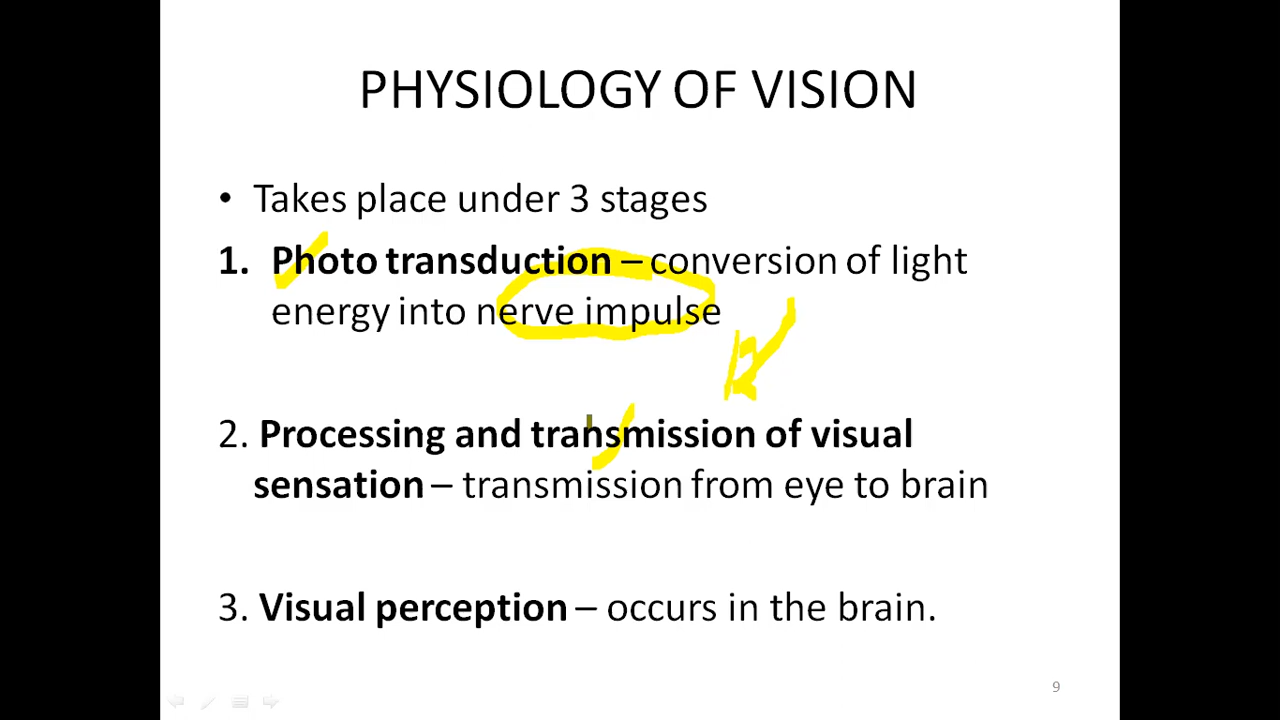 PHYSIOLOGY OF VISION
• Takes place under 3 stages
1. Photo transduction – conversion of light
energy into nerve impulse
2. Processing and transmission of visual
sensation – transmission from eye to brain
3. Visual perception – occurs in the brain.
9